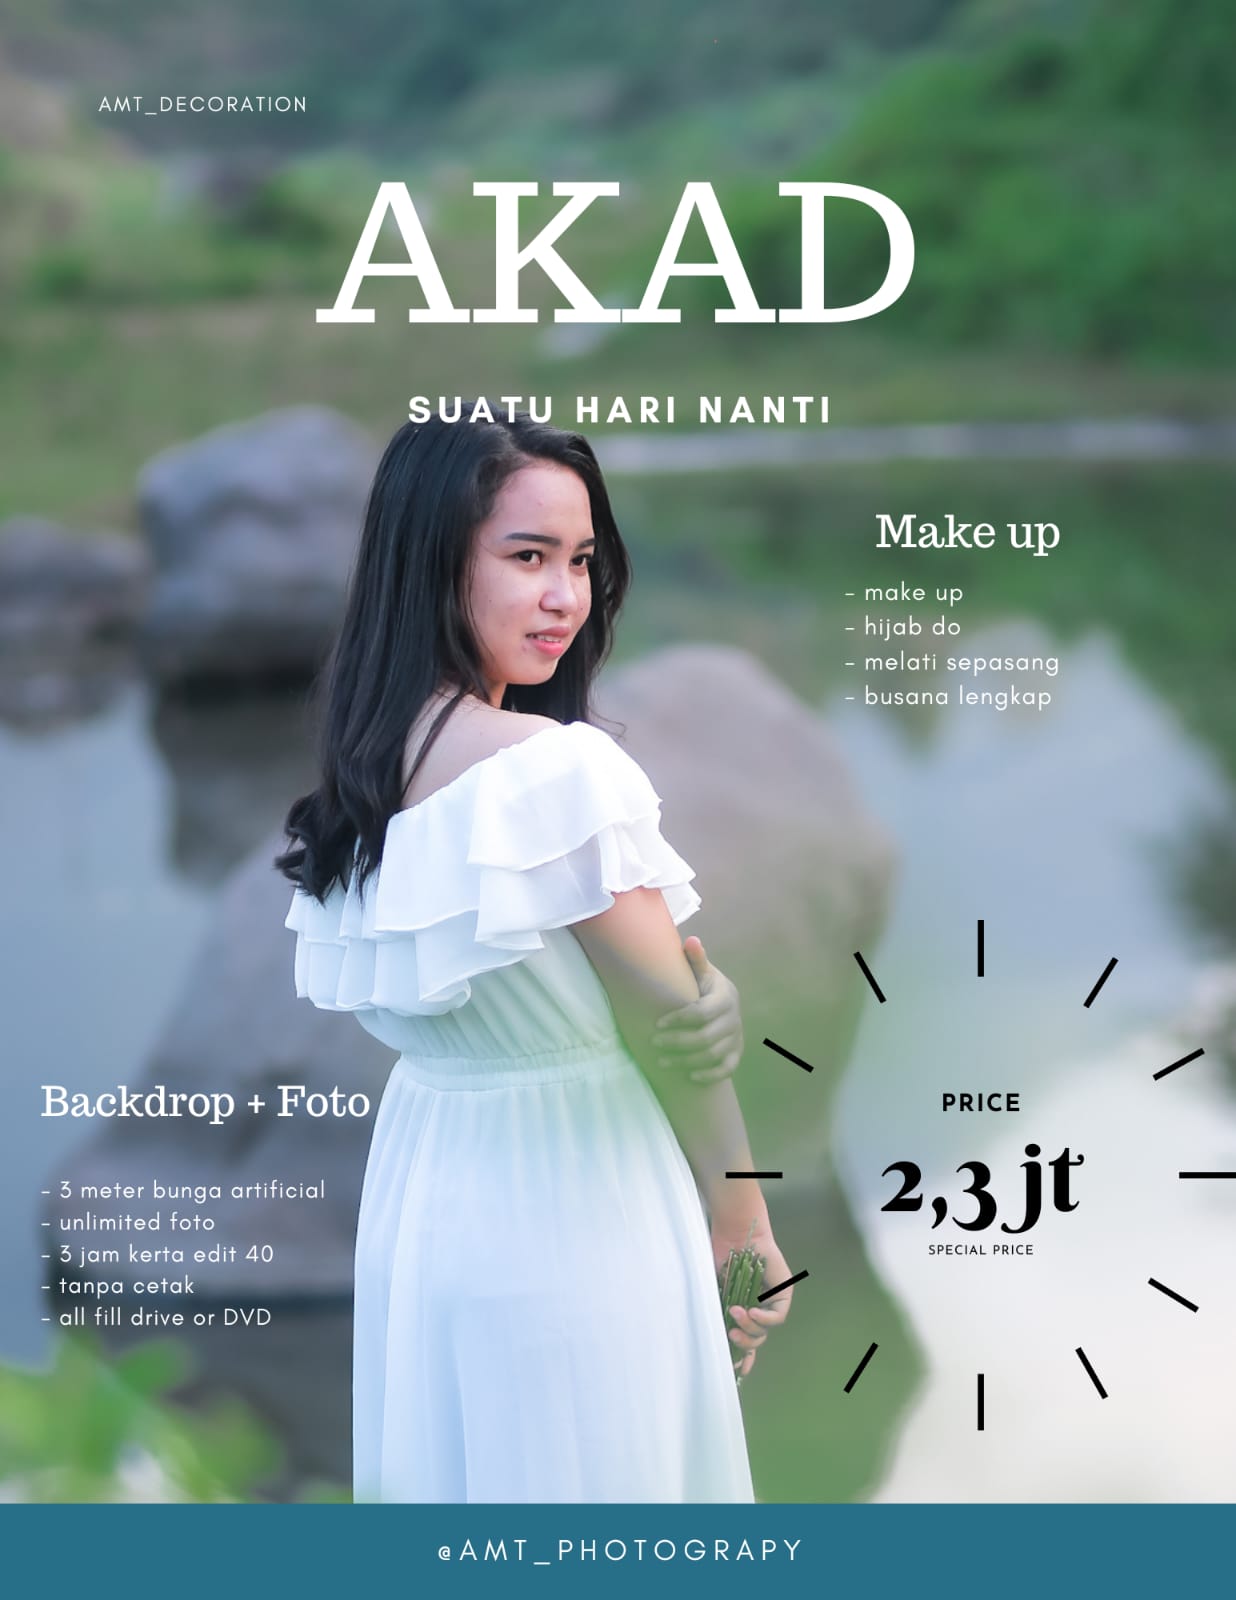 AMT_DECORATION
AKAD
SUATU HARI NANTI
Make up
- make up
- hijab do
- melati sepasang
- busana lengkap
Backdrop + Foto
- 3 meter bunga artificial
- unlimited foto
- 3 jam kerta edit 40
- tanpa cetak
- all fill drive or DVD
PRICE
2,3 jt
SPECIAL PRICE
@AMT_PHOTOGRAPY